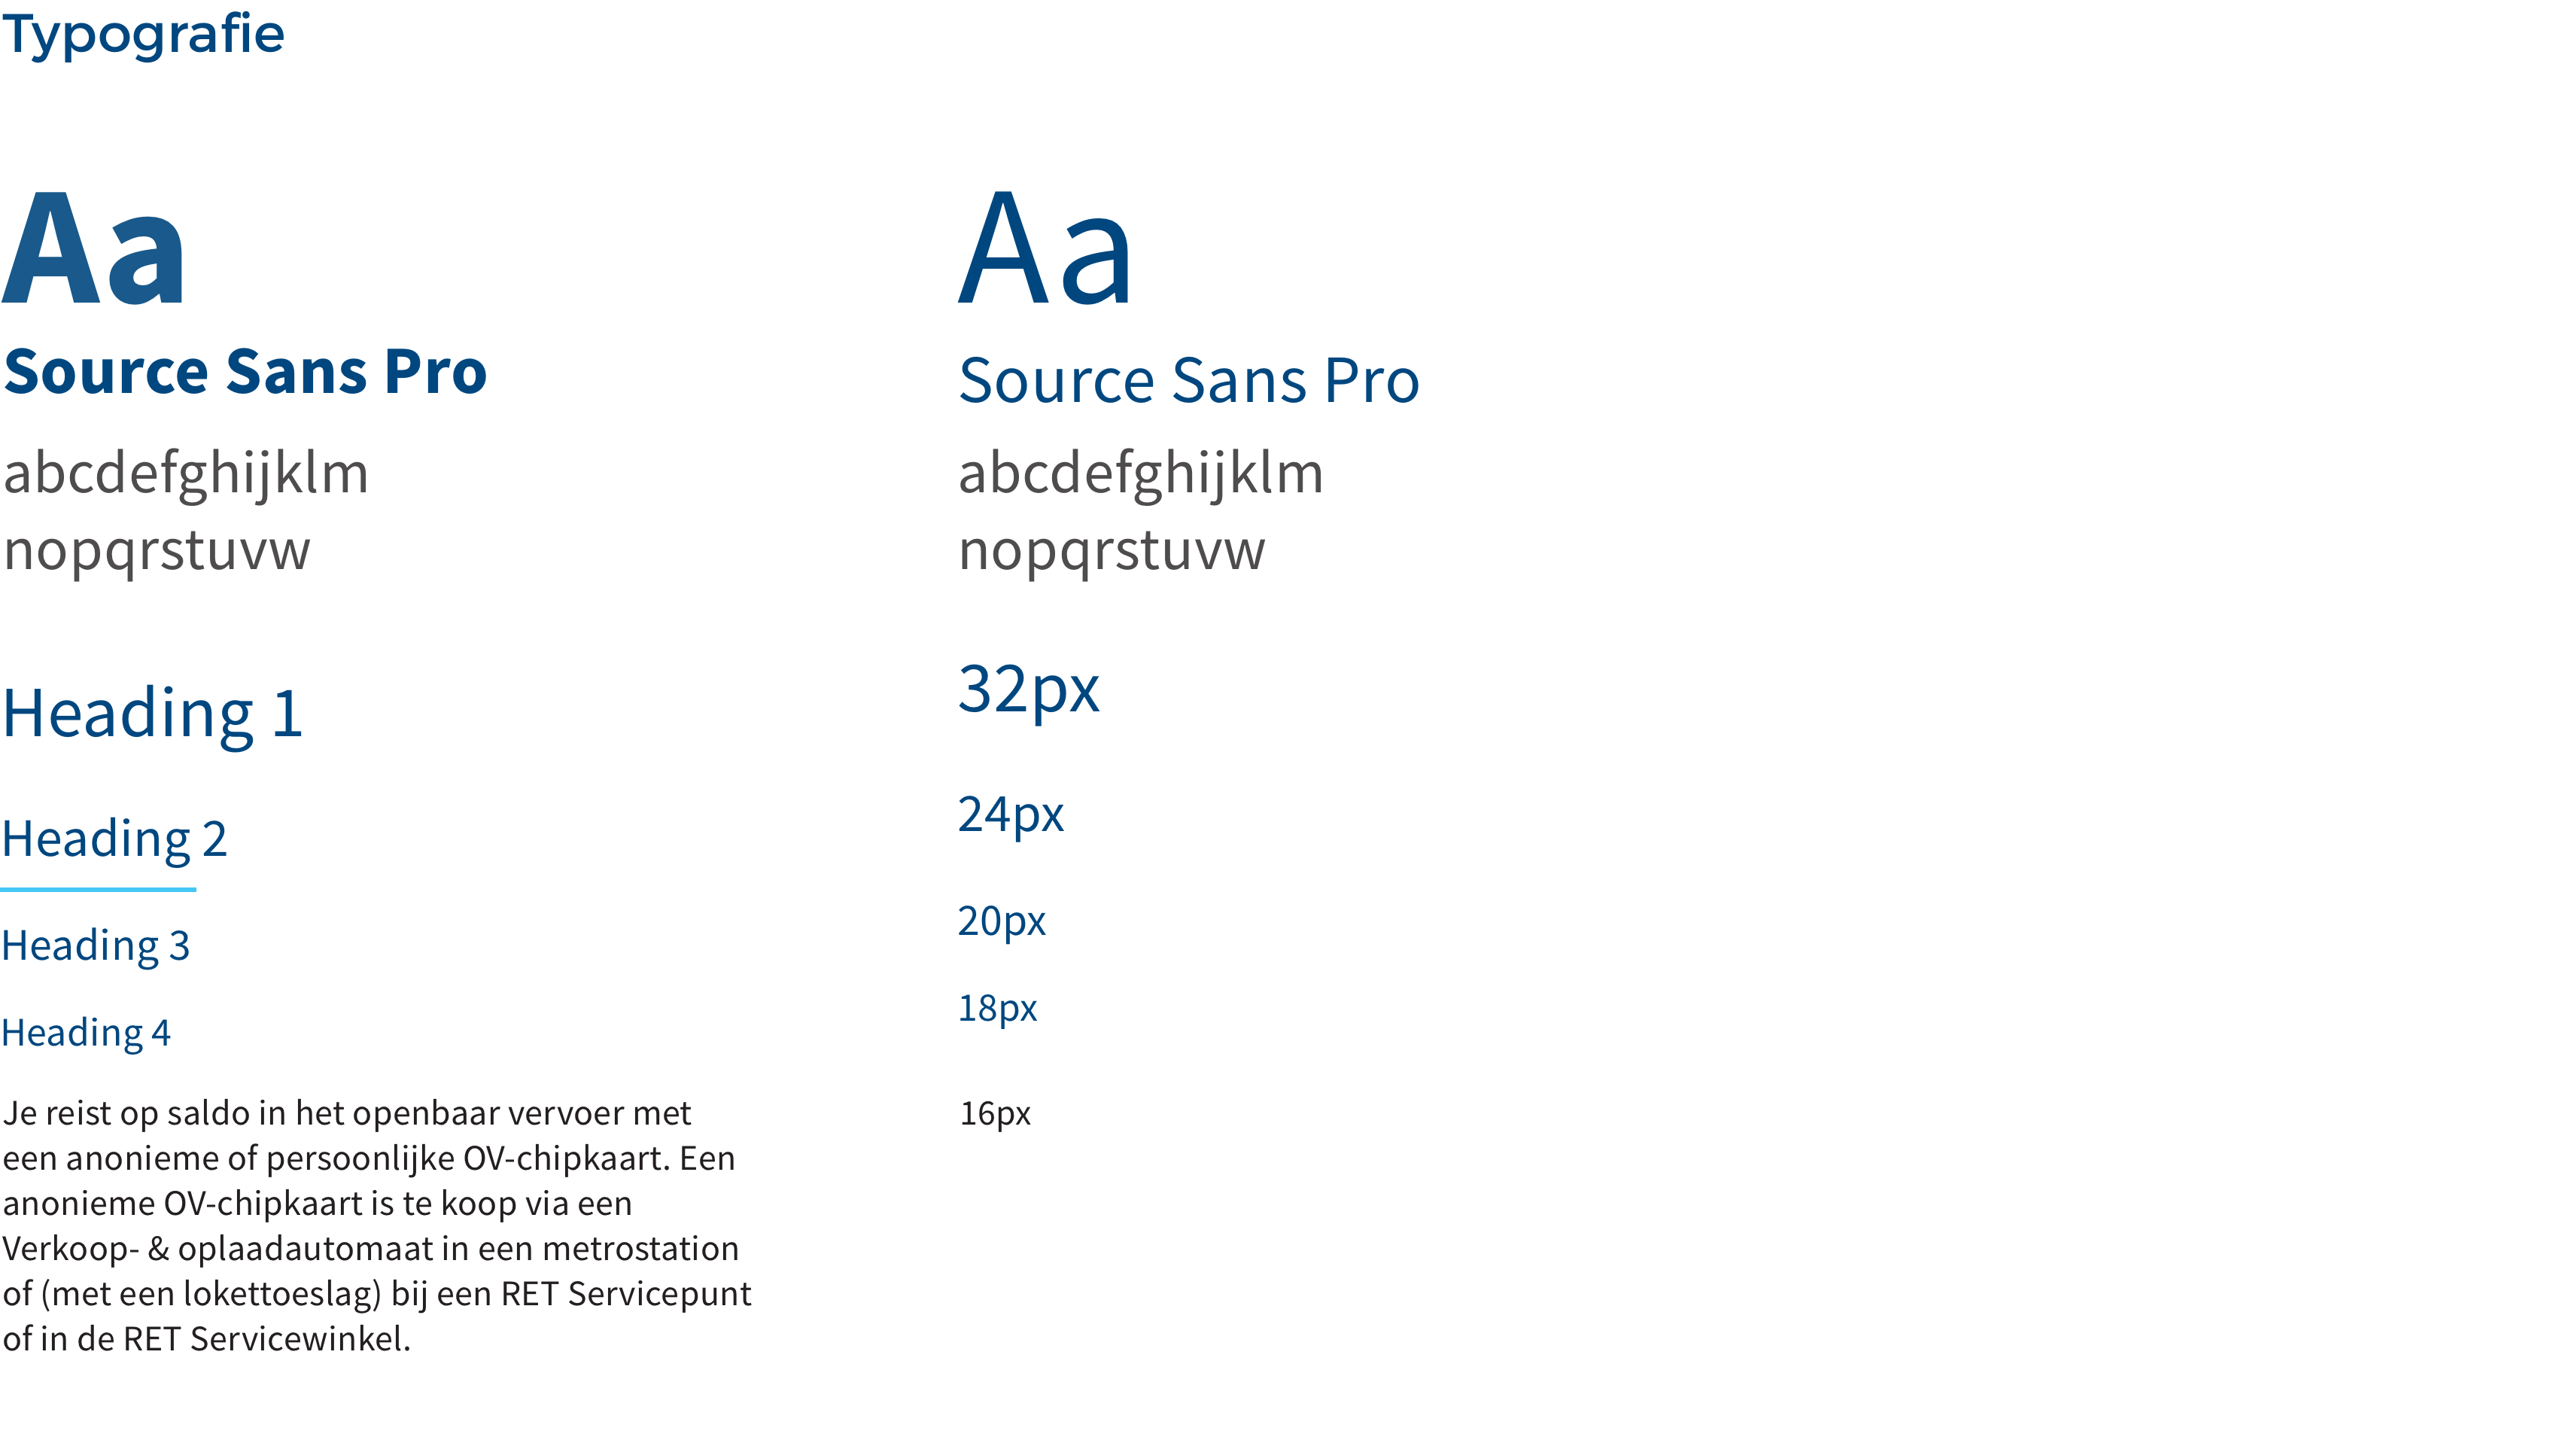 Typografie
Aa
Source Sans Pro
abcdefghijklm
nopqrstuvw
Aa
Source Sans Pro
abcdefghijklm
nopqrstuvw
Heading 1
32px
Heading 2
24px
Heading 3
20px
Heading 4
18px
Je reist op saldo in het openbaar vervoer met
een anonieme of persoonlijke OV-chipkaart. Een
anonieme OV-chipkaart is te koop via een
Verkoop- & oplaadautomaat in een metrostation
of (met een lokettoeslag) bij een RET Servicepunt
of in de RET Servicewinkel.
16px